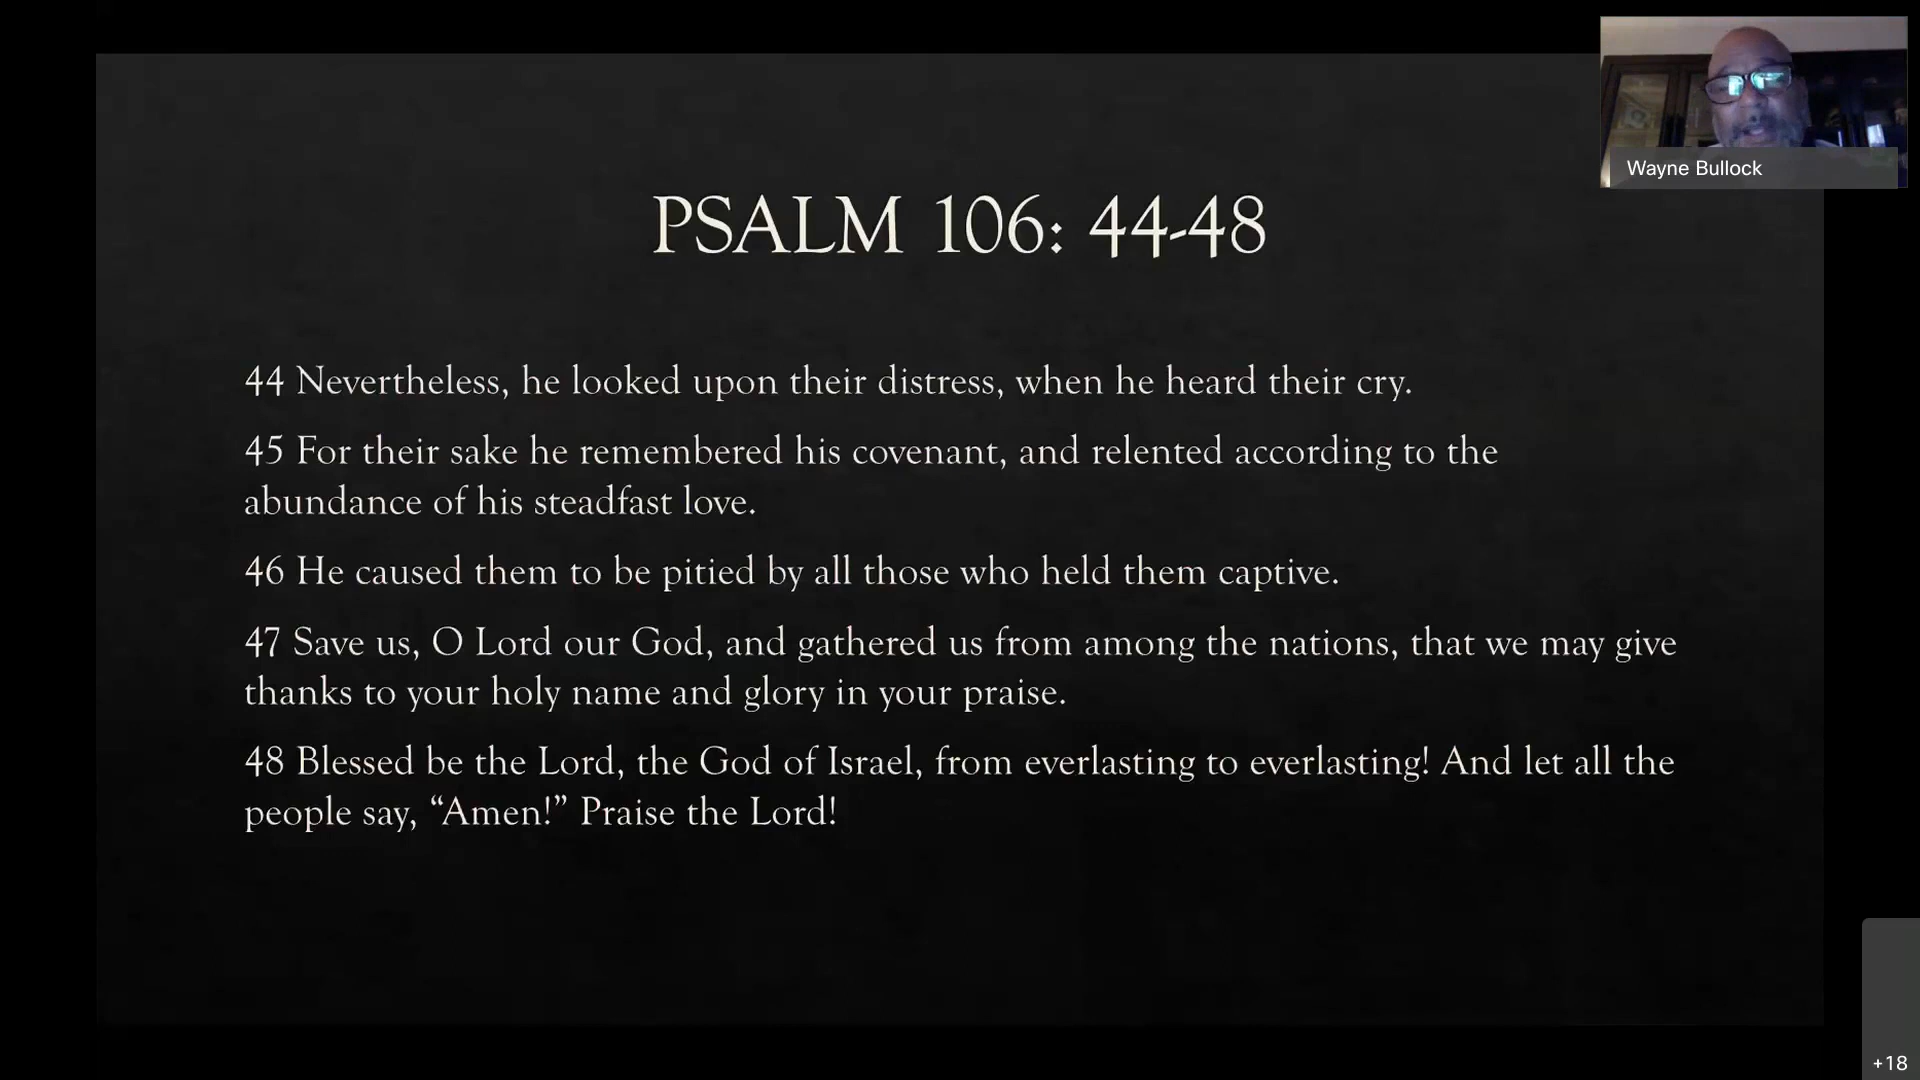 Wayne Bullock
PSALM 106: 44-48
44 Nevertheless, he looked upon their distress, when he heard their cry.
45 For their sake he remembered his covenant, and relented according to the
abundance of his steadfast love.
46 He caused them to be pitied by all those who held them captive.
47 Save us, O Lord our God, and gathered us from among the nations, that we may give
thanks to your holy name and glory in your praise.
48 Blessed be the Lord, the God of Israel, from everlasting to everlasting! And let all the
people say, “Amen!” Praise the Lord!
+18